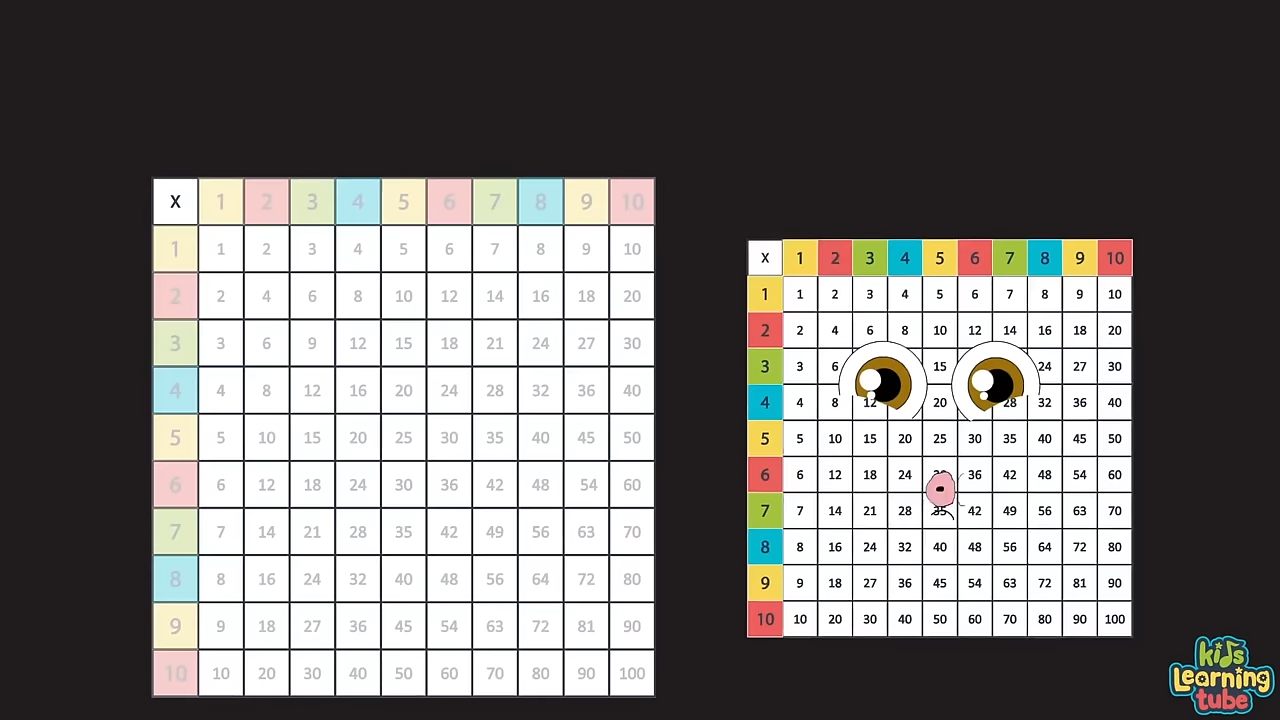 X 1 2 3 4 5 6 7 8 9 10
1 1 2 3 4 5 6 7 8 9 10
2 2 4 6 8 10 12 14 16 18 20
3 3 6 9 12 15 18 21 24 27 30
4 4 8 12 16 20 24 28 32 36 40
5 5 10 15 20 25 30 35 40 45 50
6 6 12 18 24 30 36 42 48 54 60
7 7 14 21 28 35 42 49 56 63 70
8 8 16 24 32 40 48 56 64 72 80
9 9 18 27 36 45 54 63 72 81 90
10 10 20 30 40 50 60 70 80 90 100
X 1 2 3 4 5 6 7 8 9 10
1 1 2 3 4 5 6 7 8 9 10
2 2 4 6 8 10 12 14 16 18 20
3 3 6 15 24 27 30
4 4 8 12 20 28 32 36 40
5 5 10 15 20 25 30 35 40 45 50
6 6 12 18 24 36 42 48 54 60
7 7 14 21 28 35 42 49 56 63 70
8 8 16 24 32 40 48 56 64 72 80
9 9 18 27 36 45 54 63 72 81 90
10 10 20 30 40 50 60 70 80 90 100
kids
Learning
tube